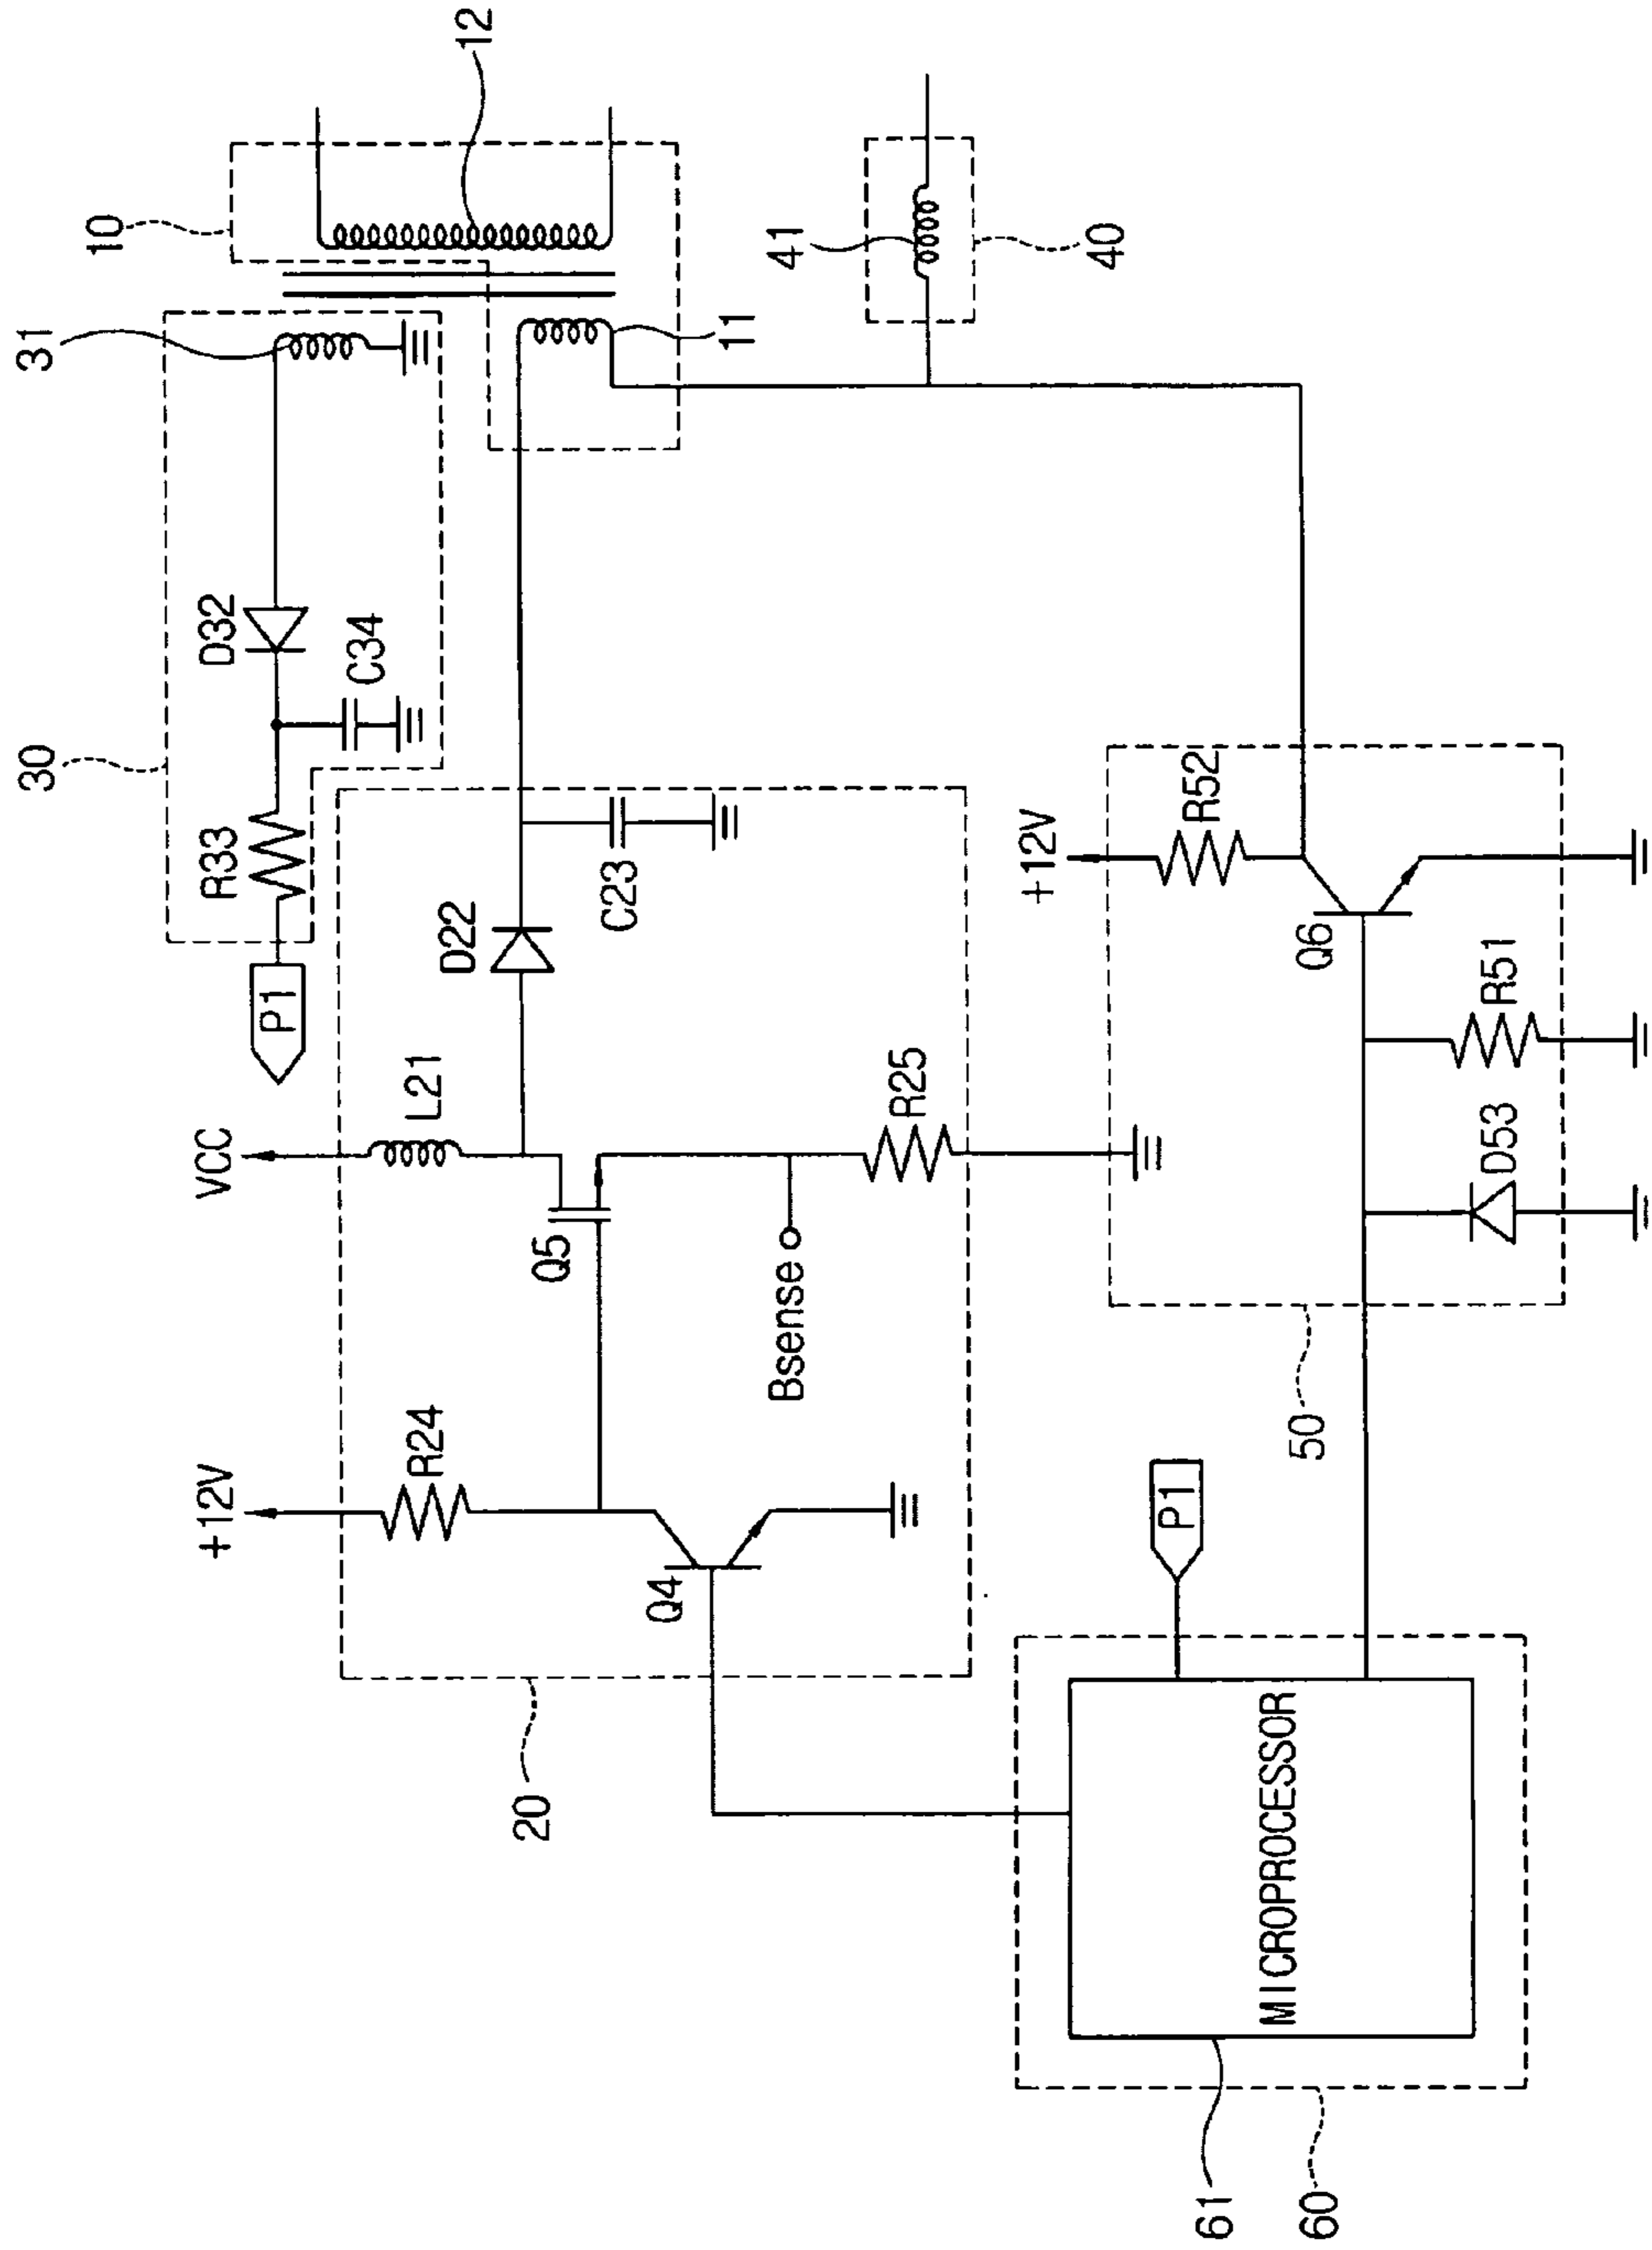 30
31
10
12
P1
R33
D32
C34
+12V
VCC
R24
L21
D22
C23
Q5
Q4
Bsense
R25
11
41
40
20
+12V
R52
Q6
P1
R51
D53
50
MICROPROCESSOR
61
60